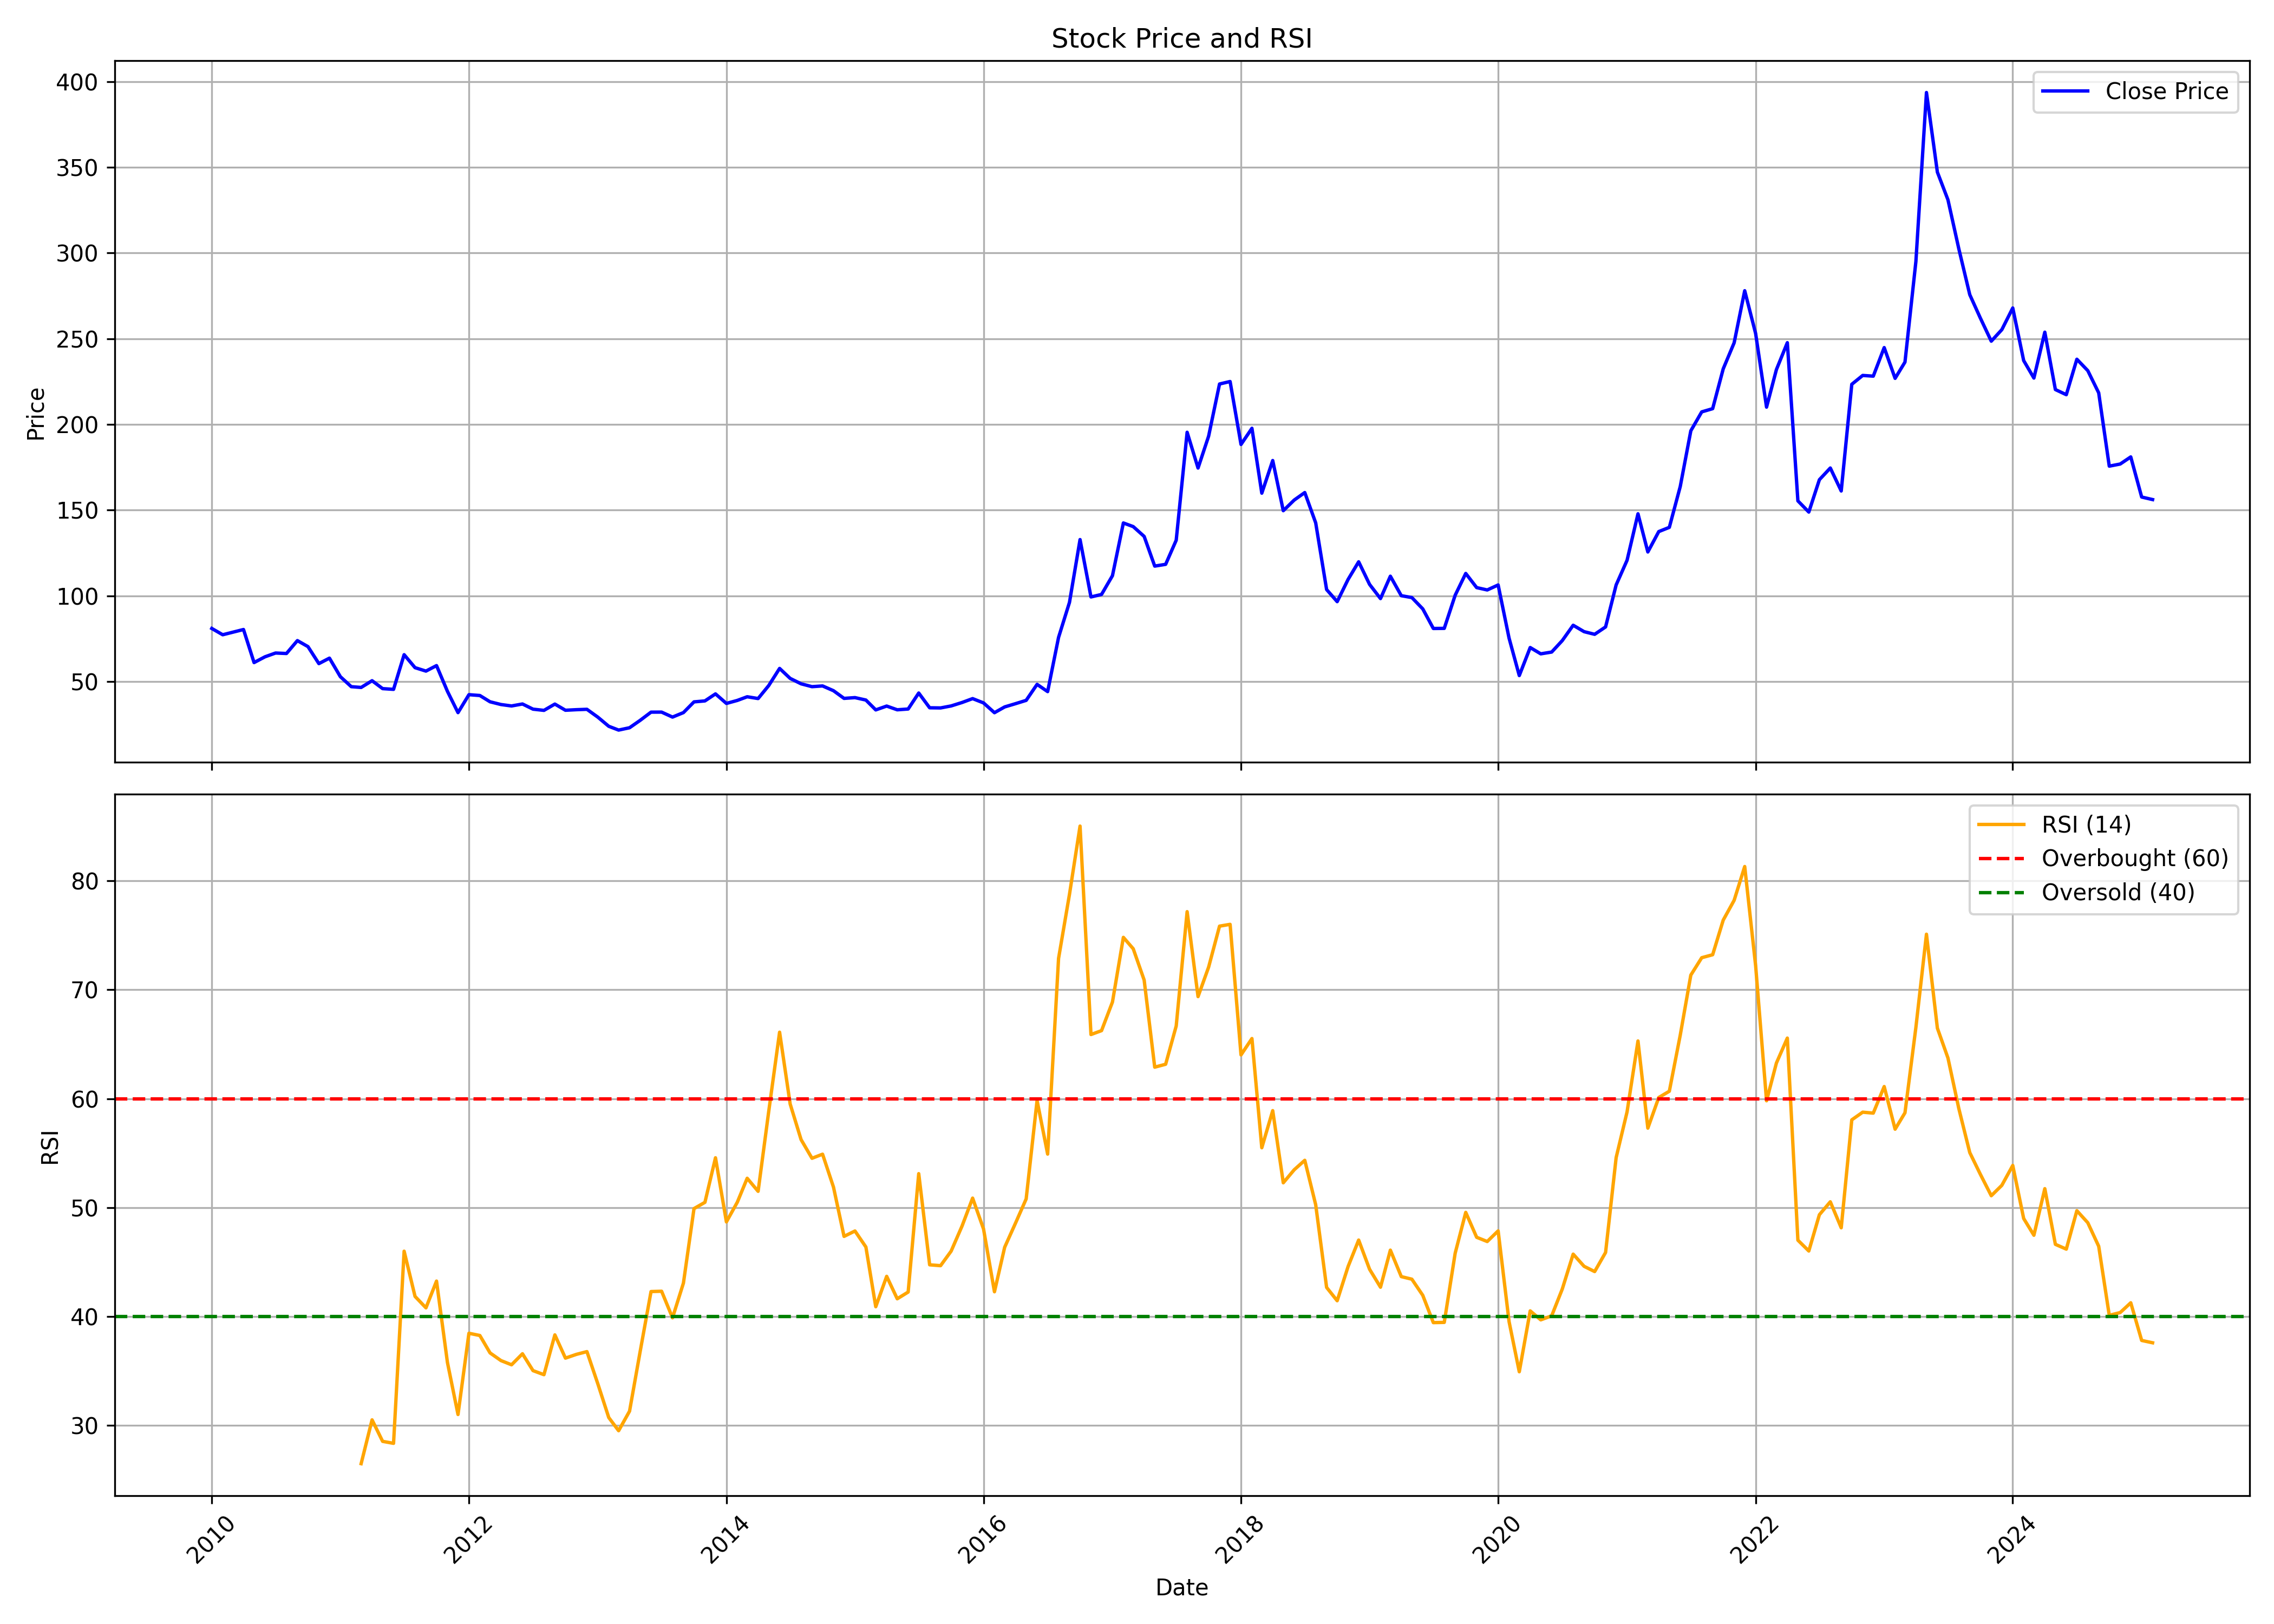 Stock Price and RSI
400
350
300
250
200
150
100
50
Price
Close Price
80
70
60
50
40
30
RSI
RSI (14)
Overbought (60)
Oversold (40)
2010
2012
2014
2016
2018
2020
2022
2024
Date